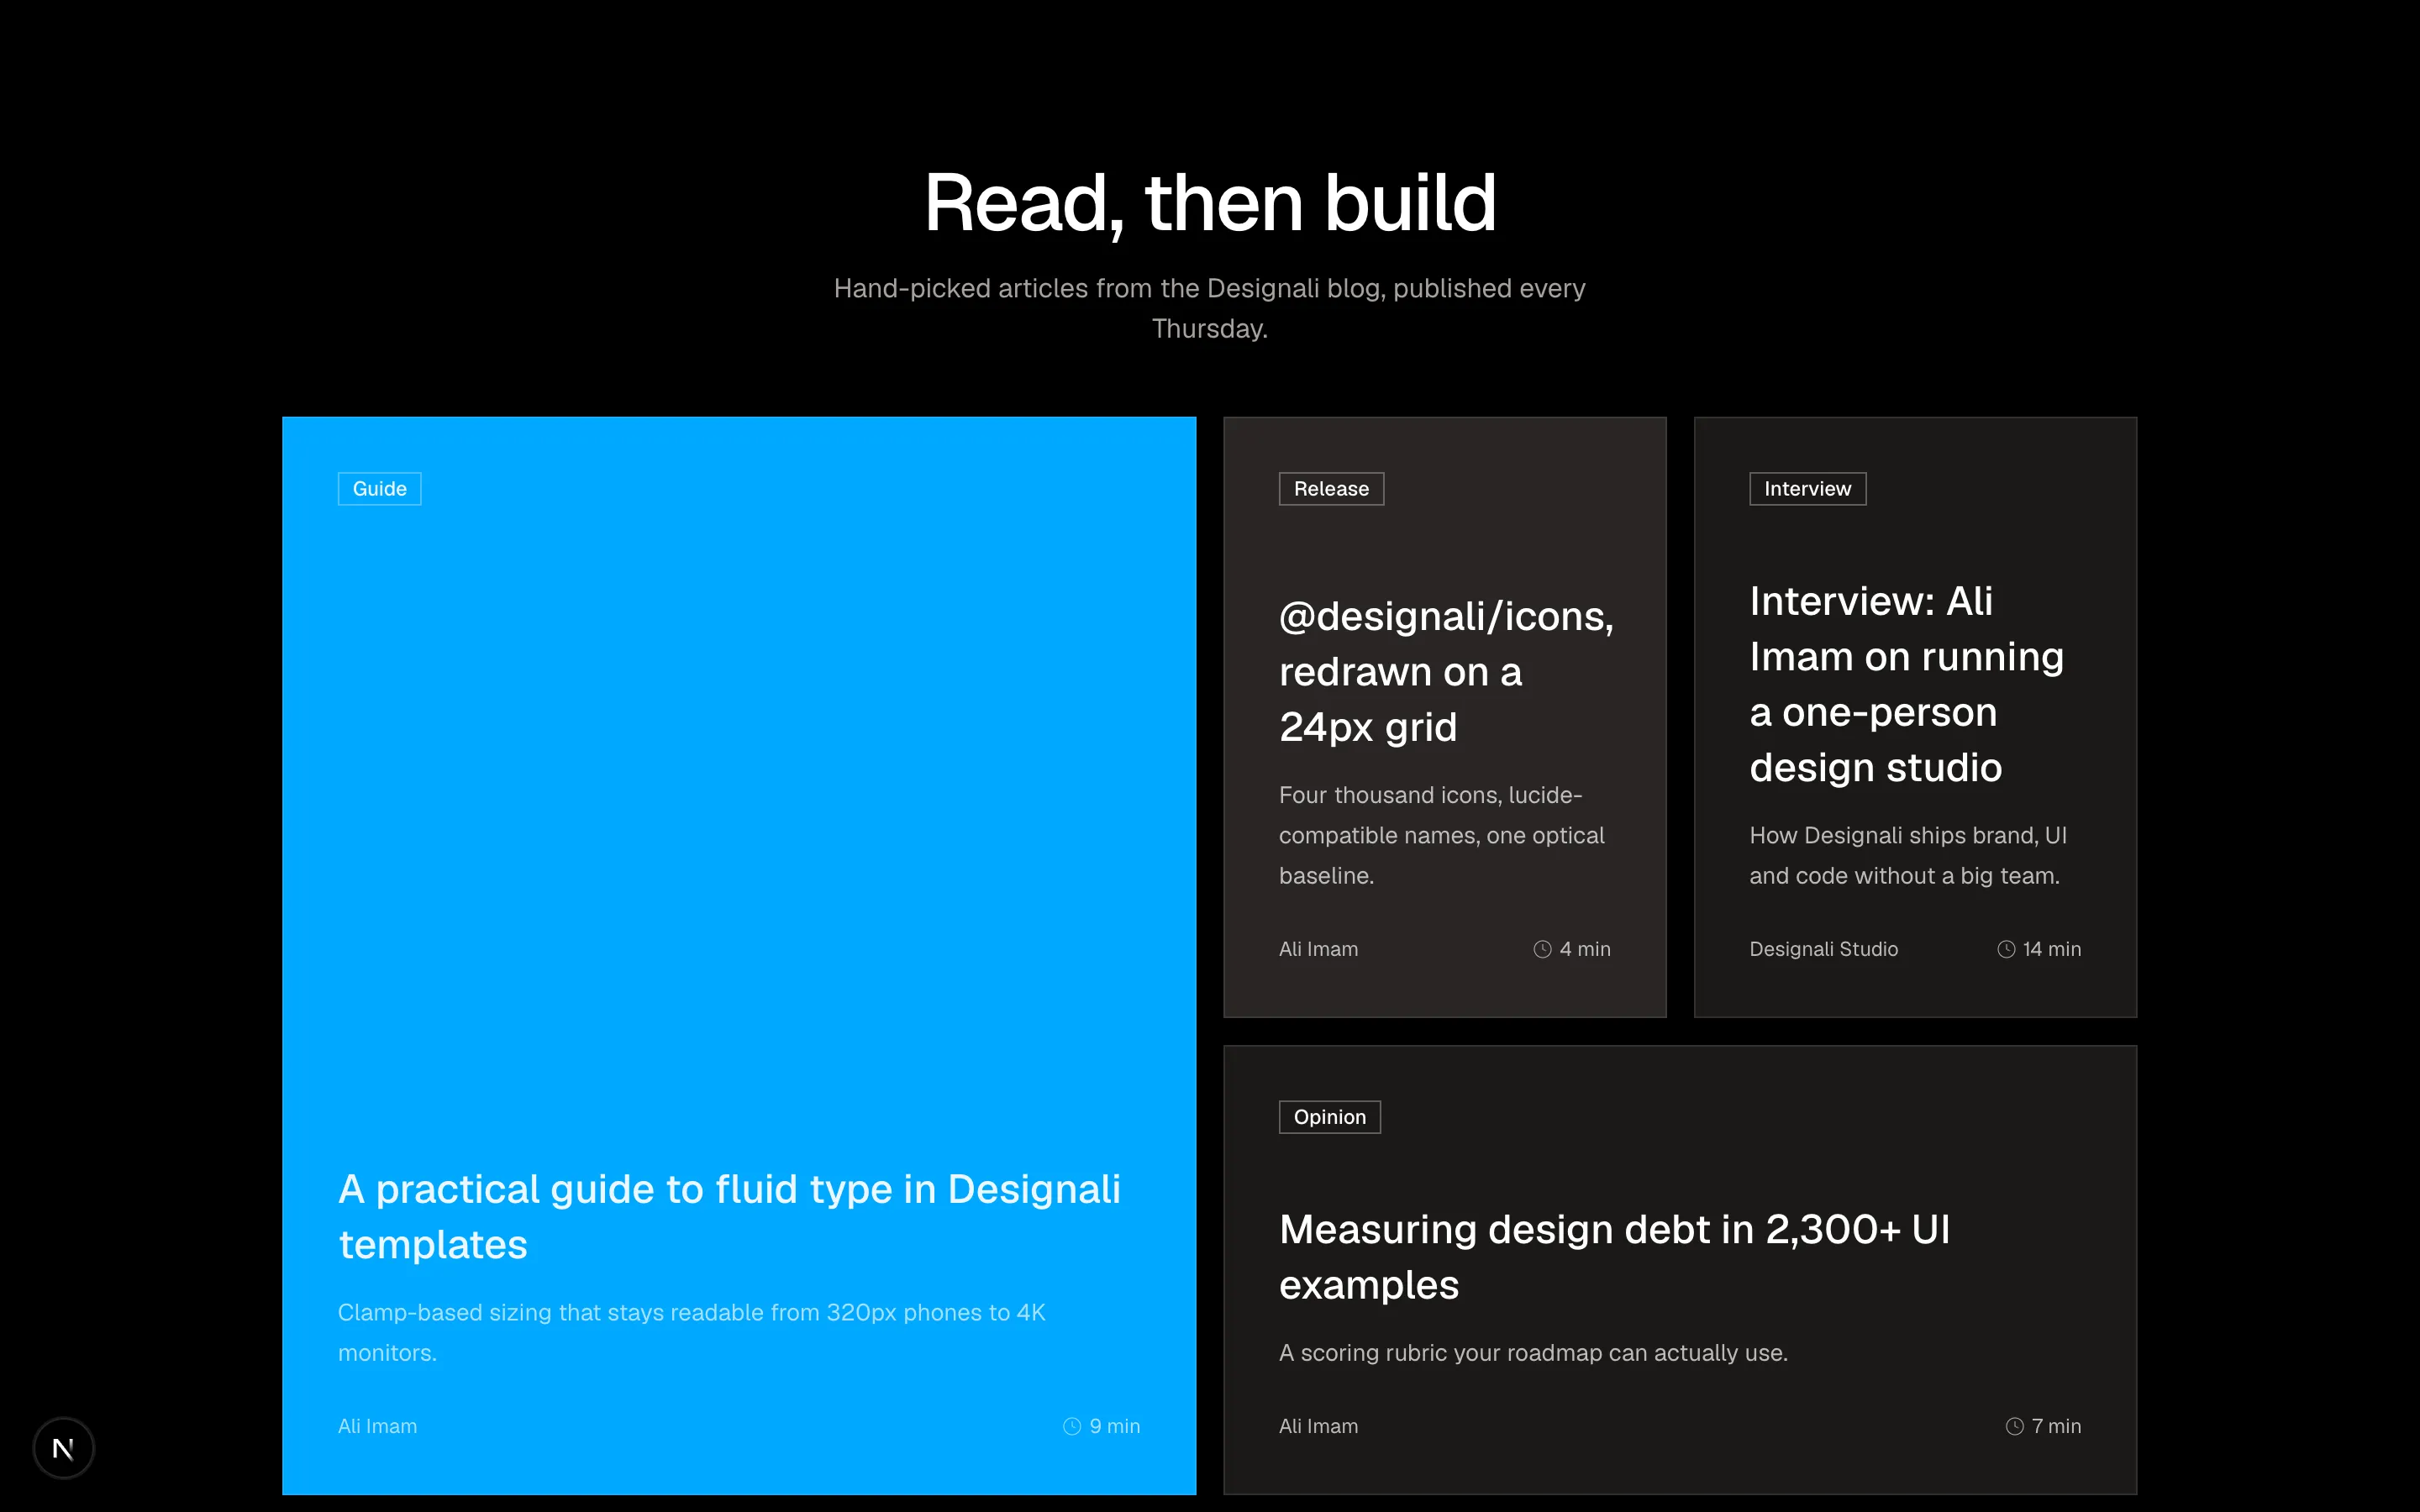 Read, then build
Hand-picked articles from the Designali blog, published every
Thursday.
Guide
A practical guide to fluid type in Designali
templates
Clamp-based sizing that stays readable from 320px phones to 4K
monitors.
Ali Imam
9 min
Release
@designali/icons,
redrawn on a
24px grid
Four thousand icons, lucide-
compatible names, one optical
baseline.
Ali Imam
4 min
Interview
Interview: Ali
Imam on running
a one-person
design studio
How Designali ships brand, UI
and code without a big team.
Designali Studio
14 min
Opinion
Measuring design debt in 2,300+ UI
examples
A scoring rubric your roadmap can actually use.
Ali Imam
7 min
N